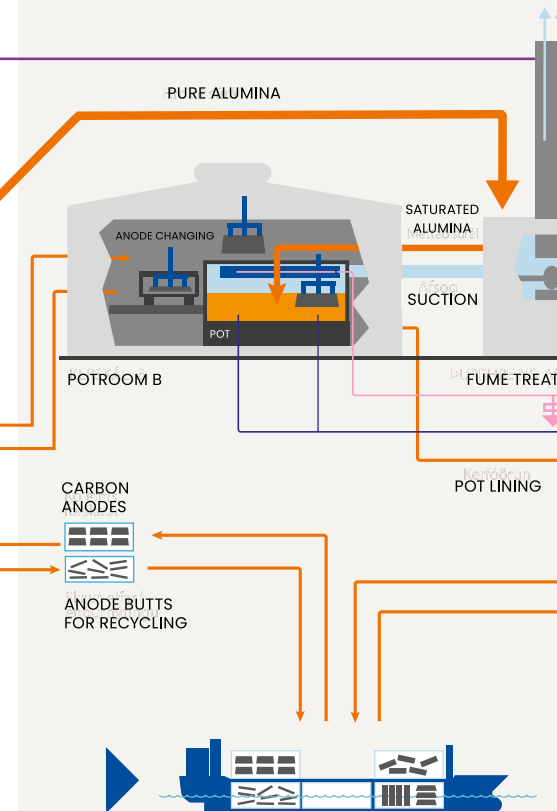 PURE ALUMINA
SATURATED
ALUMINA
ANODE CHANGING
SUCTION
POT
POTROOM B
FUME TREAT
POT LINING
CARBON
ANODES
ANODE BUTTS
FOR RECYCLING